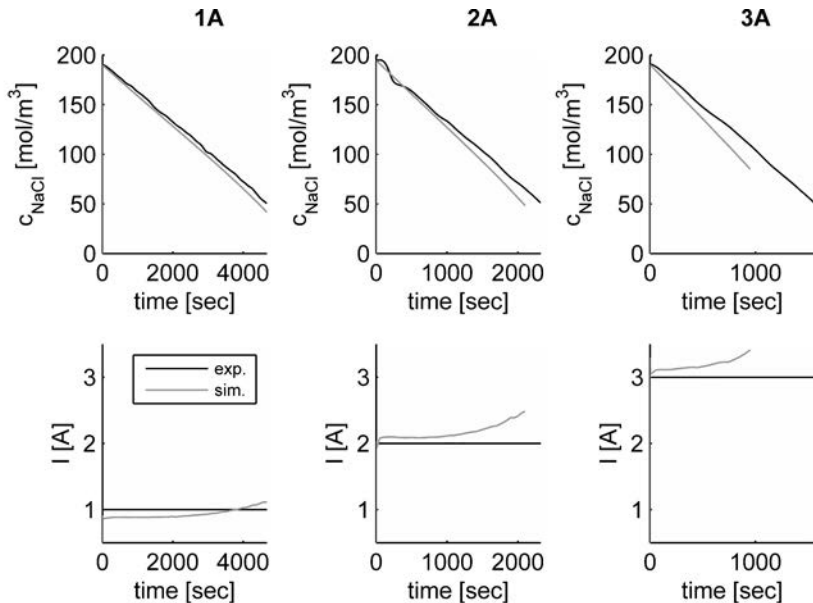 1A 2A 3A
200 200 200
150 150 150
100 100 100
50 50 50
0 0 0
c_NaCl [mol/m³] c_NaCl [mol/m³] c_NaCl [mol/m³]
0 2000 4000 0 1000 2000 0 1000
time [sec] time [sec] time [sec]
3 3 3
2 2 2
1 1 1
I [A] I [A] I [A]
exp.
sim.
0 2000 4000 0 1000 2000 0 1000
time [sec] time [sec] time [sec]